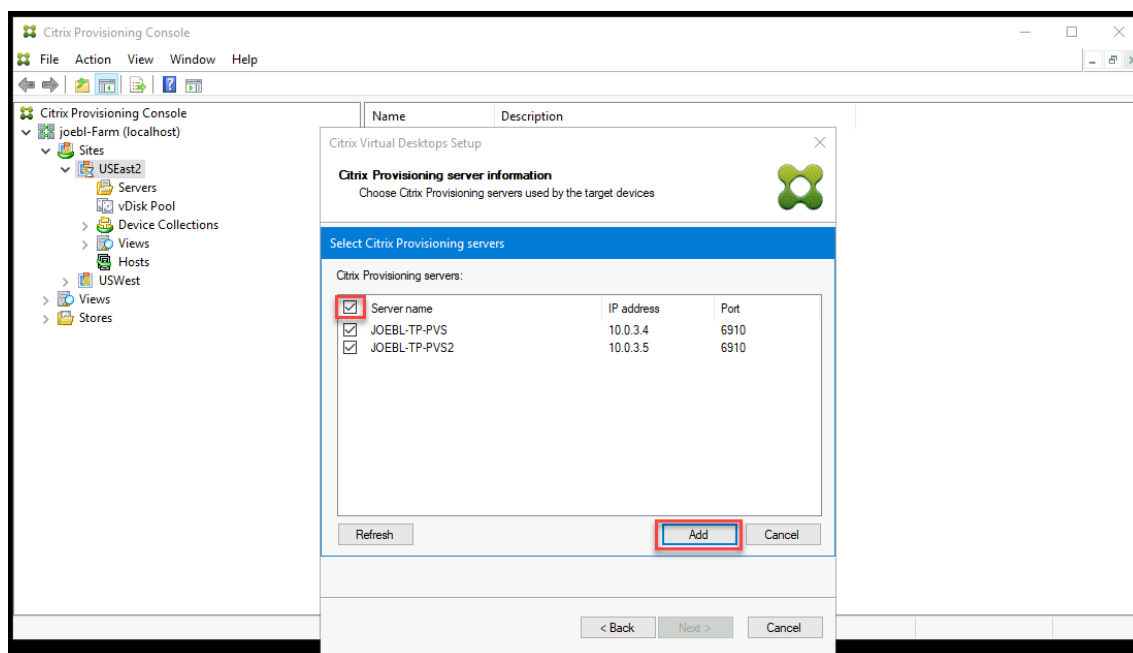 Citrix Provisioning Console
File Action View Window Help
Citrix Provisioning Console
joebl-Farm (localhost)
Sites
USEast2
Servers
vDisk Pool
Device Collections
Views
Hosts
USWest
Views
Stores
Name Description
Citrix Virtual Desktops Setup
Citrix Provisioning server information
Choose Citrix Provisioning servers used by the target devices
Select Citrix Provisioning servers
Citrix Provisioning servers:
Server name IP address Port
JOEBL-TP-PVS 10.0.3.4 6910
JOEBL-TP-PVS2 10.0.3.5 6910
Refresh Add Cancel
< Back Next > Cancel